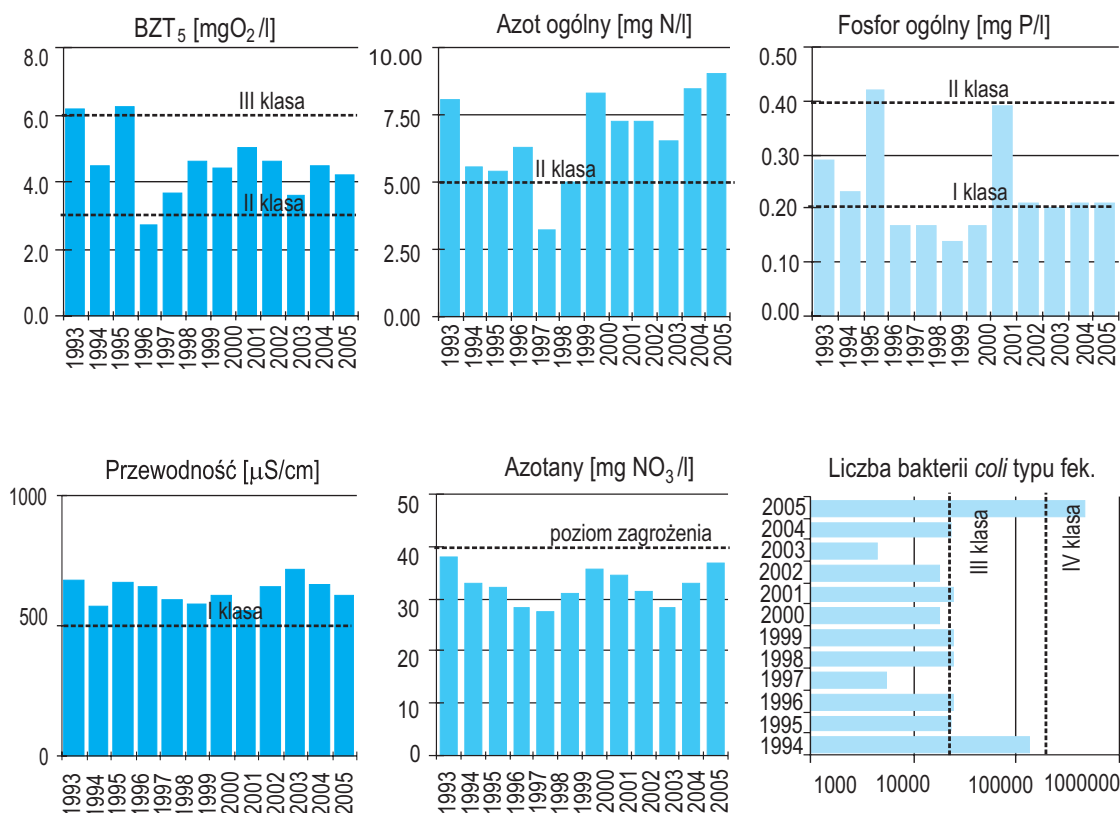 BZT5 [mgO2/l]
8.0
6.0
4.0
2.0
0.0
III klasa
II klasa
1993 1994 1995 1996 1997 1998 1999 2000 2001 2002 2003 2004 2005
Azot ogólny [mg N/l]
10.00
7.50
5.00
2.50
0.00
II klasa
1993 1994 1995 1996 1997 1998 1999 2000 2001 2002 2003 2004 2005
Fosfor ogólny [mg P/l]
0.50
0.40
0.30
0.20
0.10
0.00
II klasa
I klasa
1993 1994 1995 1996 1997 1998 1999 2000 2001 2002 2003 2004 2005
Przewodność [µS/cm]
1000
500
0
I klasa
1993 1994 1995 1996 1997 1998 1999 2000 2001 2002 2003 2004 2005
Azotany [mg NO3/l]
50
40
30
20
10
0
poziom zagrożenia
1993 1994 1995 1996 1997 1998 1999 2000 2001 2002 2003 2004 2005
Liczba bakterii coli typu fek.
2005
2004
2003
2002
2001
2000
1999
1998
1997
1996
1995
1994
III klasa
IV klasa
1000 10000 100000 1000000